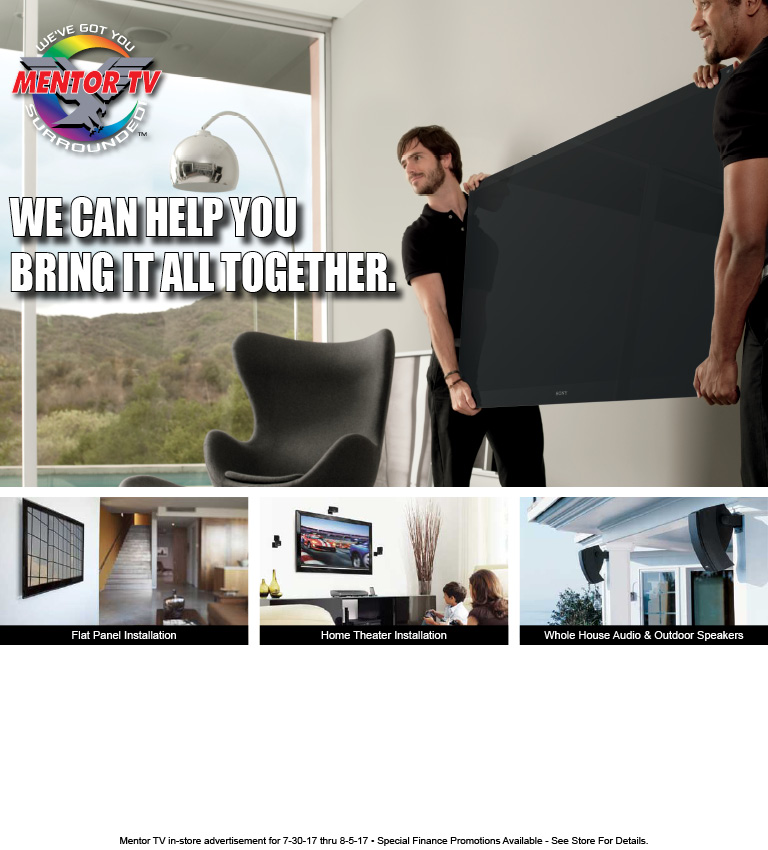 WE'VE GOT YOU
MENTOR TV
SURROUNDED!
TM
WE CAN HELP YOU
BRING IT ALL TOGETHER.
SONY
Flat Panel Installation
Home Theater Installation
Whole House Audio & Outdoor Speakers
Mentor TV in-store advertisement for 7-30-17 thru 8-5-17 • Special Finance Promotions Available - See Store For Details.